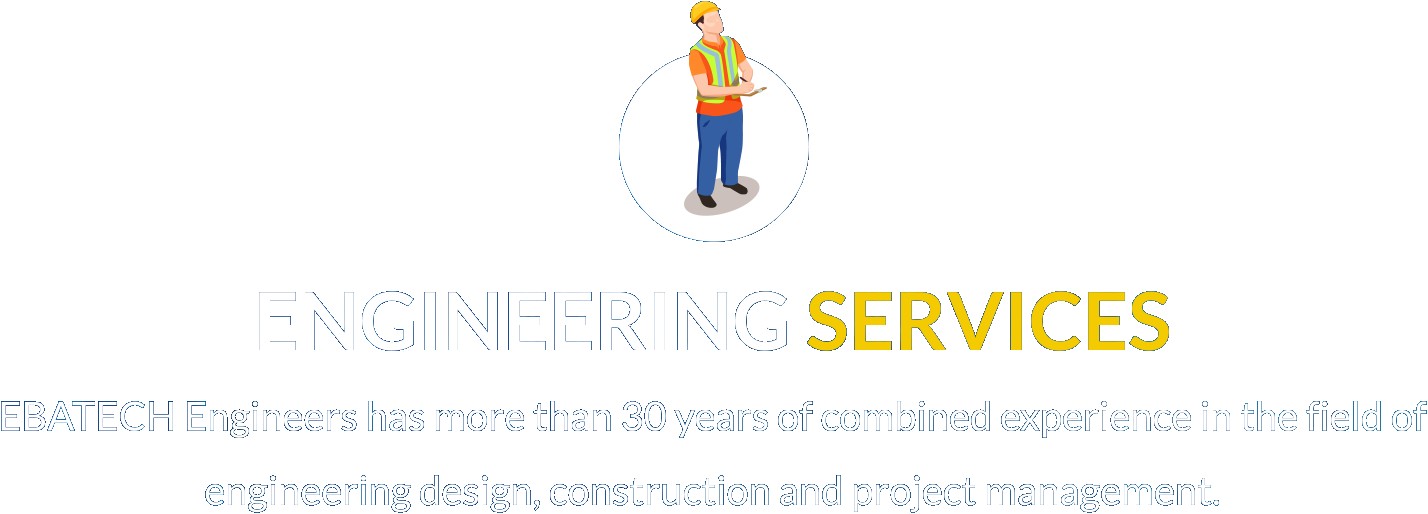 ENGINEERING SERVICES
EBATECH Engineers has more than 30 years of combined experience in the field of
engineering design, construction and project management.